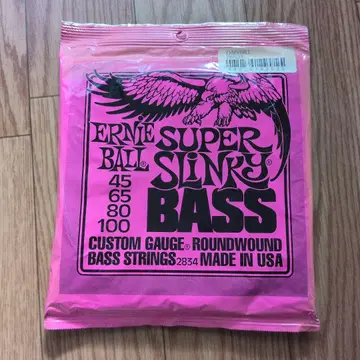 ERNIE BALL®
SUPER SLINKY®
BASS
45
65
80
100
CUSTOM GAUGE® ROUNDWOUND
BASS STRINGS 2834 MADE IN USA